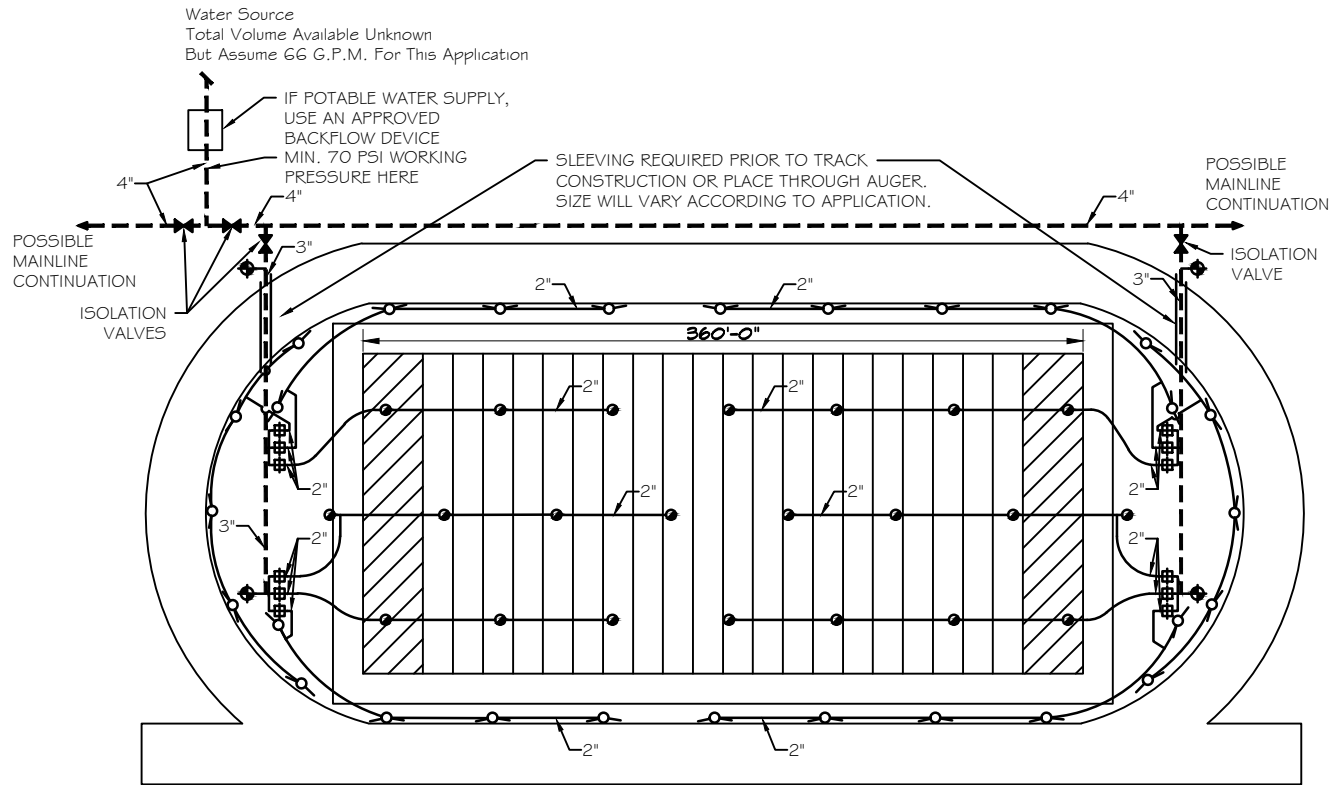 Water Source
Total Volume Available Unknown
But Assume 66 G.P.M. For This Application
IF POTABLE WATER SUPPLY,
USE AN APPROVED
BACKFLOW DEVICE
MIN. 70 PSI WORKING
PRESSURE HERE
SLEEVING REQUIRED PRIOR TO TRACK
CONSTRUCTION OR PLACE THROUGH AUGER.
SIZE WILL VARY ACCORDING TO APPLICATION.
POSSIBLE
MAINLINE
CONTINUATION
4"
4"
4"
POSSIBLE
MAINLINE
CONTINUATION
3"
ISOLATION
VALVE
ISOLATION
VALVES
3"
2"
2"
360'-0"
2"
2"
2"
2"
2"
2"
3"
2"
2"
2"
2"